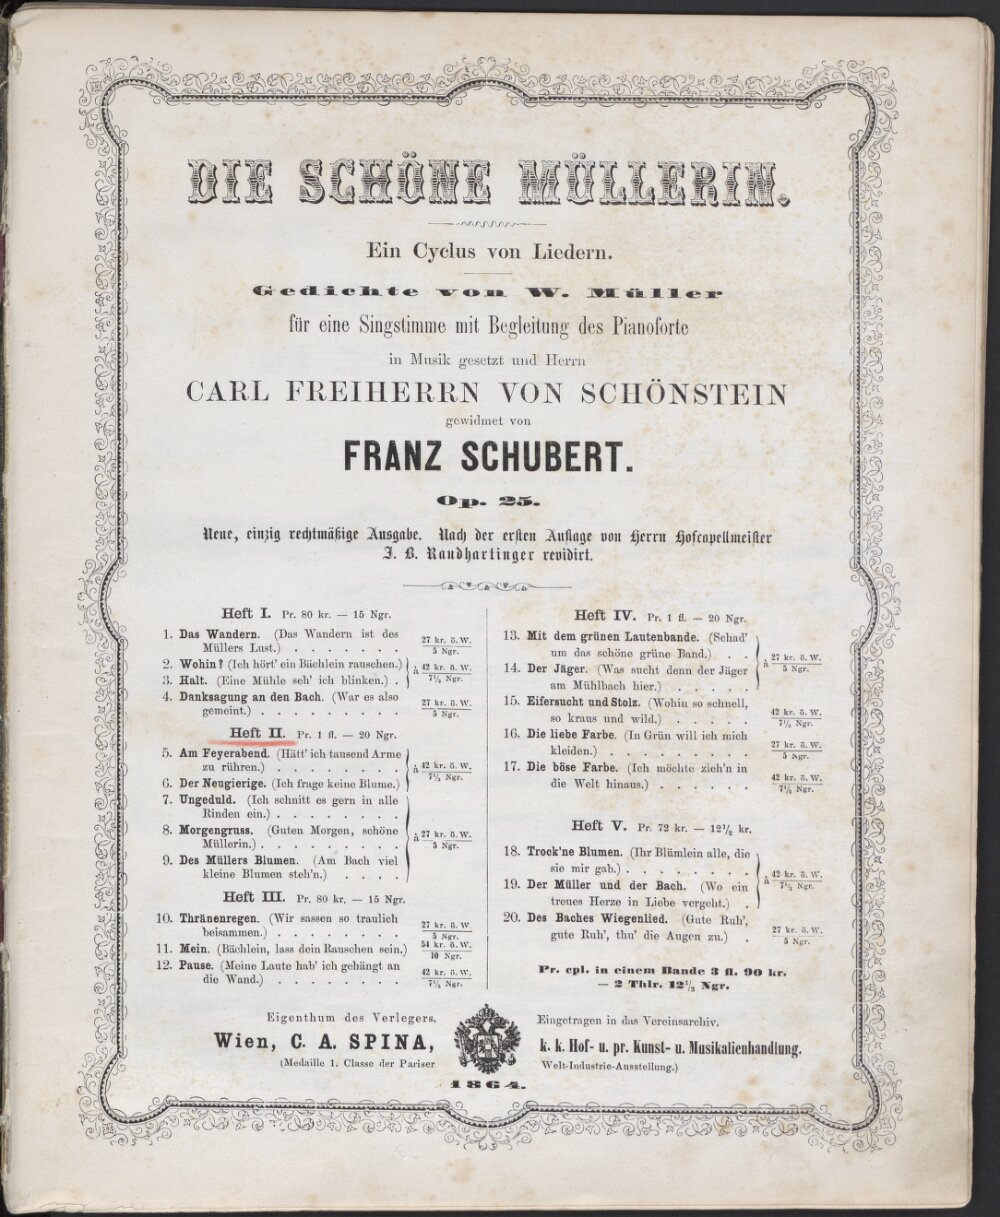 DIE SCHÖNE MÜLLERIN.
Ein Cyclus von Liedern.
Gedichte von W. Müller
für eine Singstimme mit Begleitung des Pianoforte
in Musik gesetzt und Herrn
CARL FREIHERRN VON SCHÖNSTEIN
gewidmet von
FRANZ SCHUBERT.
Op. 25.
Neue, einzig rechtmäßige Ausgabe. Nach der ersten Auflage von Herrn Hofcapellmeister
J. B. Randhartinger revidirt.
Heft I. Pr. 80 kr. — 15 Ngr.
1. Das Wandern. (Das Wandern ist des
Müllers Lust.) . . . . . . . 27 kr. ö. W. / 5 Ngr.
2. Wohin? (Ich hört' ein Bächlein rauschen.)
3. Halt. (Eine Mühle seh' ich blinken.) . à 42 kr. ö. W. / 7½ Ngr.
4. Danksagung an den Bach. (War es also
gemeint.) . . . . . . . . . 27 kr. ö. W. / 5 Ngr.
Heft II. Pr. 1 fl. — 20 Ngr.
5. Am Feyerabend. (Hätt' ich tausend Arme
zu rühren.) . . . . . . . . à 42 kr. ö. W. / 7½ Ngr.
6. Der Neugierige. (Ich frage keine Blume.)
7. Ungeduld. (Ich schnitt es gern in alle
Rinden ein.) . . . . . . . .
8. Morgengruss. (Guten Morgen, schöne
Müllerin.) . . . . . . . . . à 27 kr. ö. W. / 5 Ngr.
9. Des Müllers Blumen. (Am Bach viel
kleine Blumen steh'n.) . . . .
Heft III. Pr. 80 kr. — 15 Ngr.
10. Thränenregen. (Wir sassen so traulich
beisammen.) . . . . . . . . 27 kr. ö. W. / 5 Ngr.
11. Mein. (Bächlein, lass dein Rauschen sein.) 54 kr. ö. W. / 10 Ngr.
12. Pause. (Meine Laute hab' ich gehängt an
die Wand.) . . . . . . . . 42 kr. ö. W. / 7½ Ngr.
Heft IV. Pr. 1 fl. — 20 Ngr.
13. Mit dem grünen Lautenbande. (Schad'
um das schöne grüne Band.) . . à 27 kr. ö. W. / 5 Ngr.
14. Der Jäger. (Was sucht denn der Jäger
am Mühlbach hier.) . . . . .
15. Eifersucht und Stolz. (Wohin so schnell,
so kraus und wild.) . . . . . 42 kr. ö. W. / 7½ Ngr.
16. Die liebe Farbe. (In Grün will ich mich
kleiden.) . . . . . . . . . 27 kr. ö. W. / 5 Ngr.
17. Die böse Farbe. (Ich möchte zieh'n in
die Welt hinaus.) . . . . . . 42 kr. ö. W. / 7½ Ngr.
Heft V. Pr. 72 kr. — 12½ kr.
18. Trock'ne Blumen. (Ihr Blümlein alle, die
sie mir gab.) . . . . . . . . à 42 kr. ö. W. / 7½ Ngr.
19. Der Müller und der Bach. (Wo ein
treues Herze in Liebe vergeht.) .
20. Des Baches Wiegenlied. (Gute Ruh',
gute Ruh', thu' die Augen zu.) . 27 kr. ö. W. / 5 Ngr.
Pr. cpl. in einem Bande 3 fl. 90 kr.
— 2 Thlr. 12½ Ngr.
Eigenthum des Verlegers. Eingetragen in das Vereinsarchiv.
Wien, C. A. SPINA, k. k. Hof- u. pr. Kunst- u. Musikalienhandlung.
(Medaille 1. Classe der Pariser Welt-Industrie-Ausstellung.)
1864.